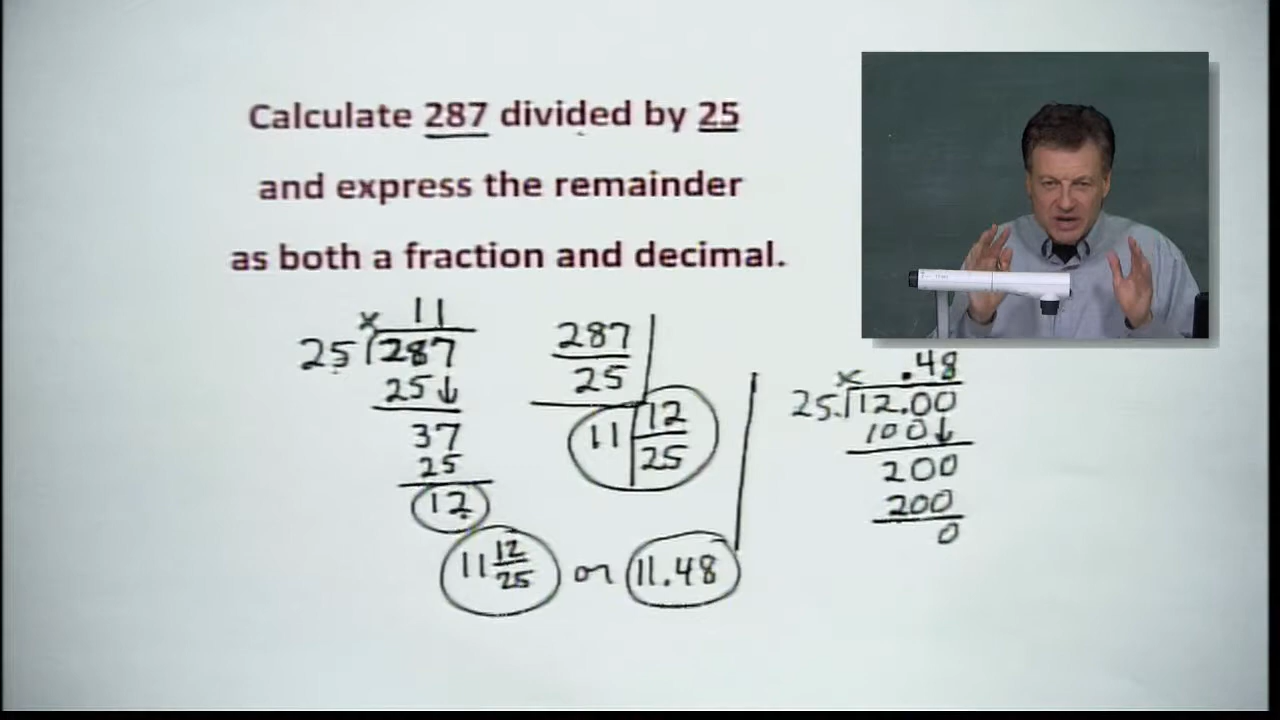 Calculate 287 divided by 25
and express the remainder
as both a fraction and decimal.
x 11
25)287
25↓
37
25
12
287
25
11 12
25
.48
x
25.)12.00
100↓
200
200
0
11 12/25 or 11.48